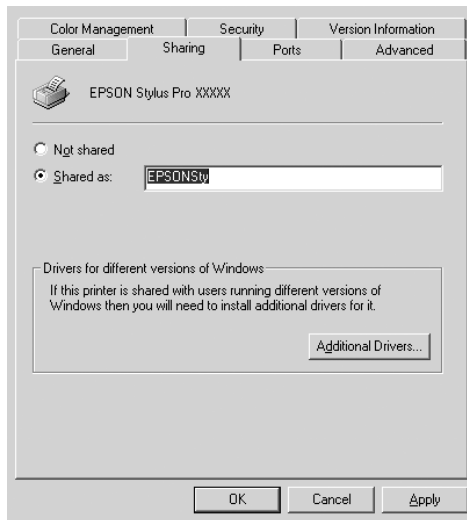 Color Management Security Version Information
General Sharing Ports Advanced
EPSON Stylus Pro XXXXX
Not shared
Shared as: EPSONSty
Drivers for different versions of Windows
If this printer is shared with users running different versions of
Windows then you will need to install additional drivers for it.
Additional Drivers...
OK Cancel Apply